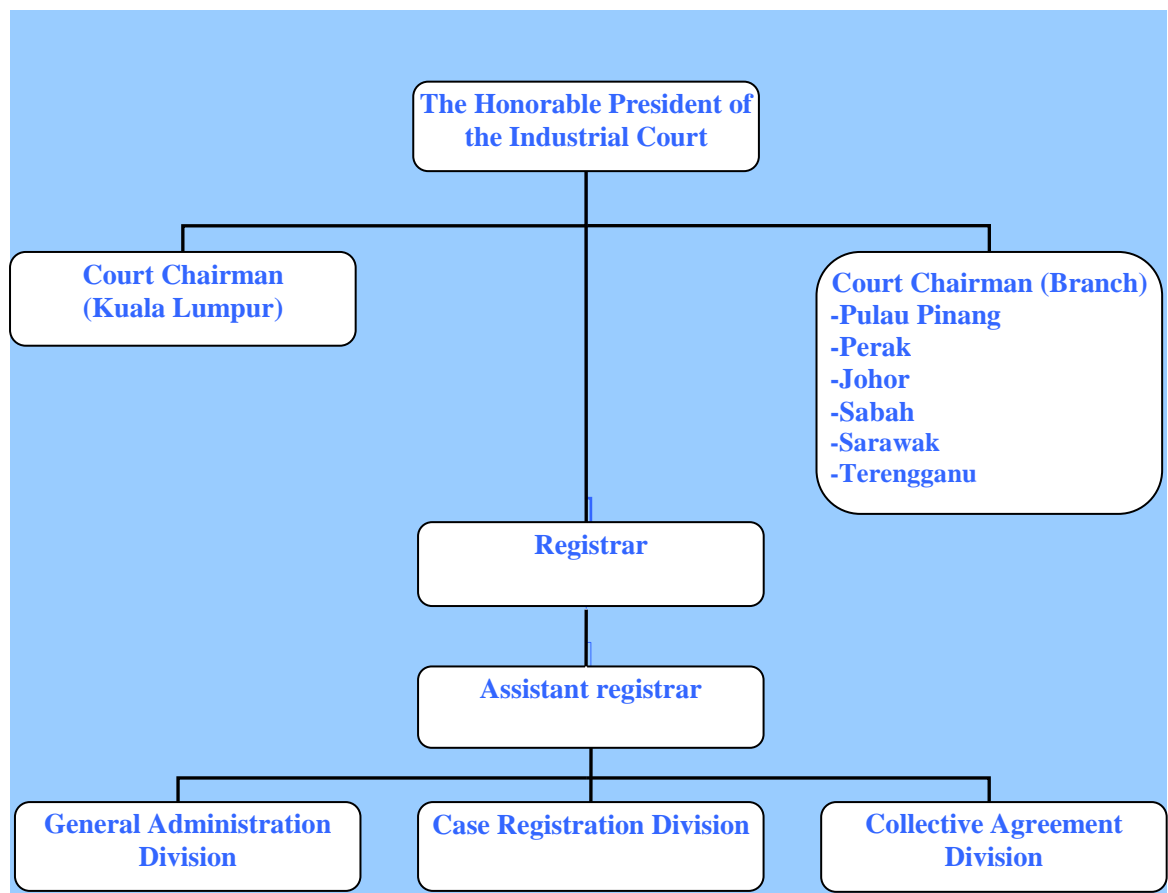 The Honorable President of
the Industrial Court
Court Chairman
(Kuala Lumpur)
Court Chairman (Branch)
-Pulau Pinang
-Perak
-Johor
-Sabah
-Sarawak
-Terengganu
Registrar
Assistant registrar
General Administration
Division
Case Registration Division
Collective Agreement
Division